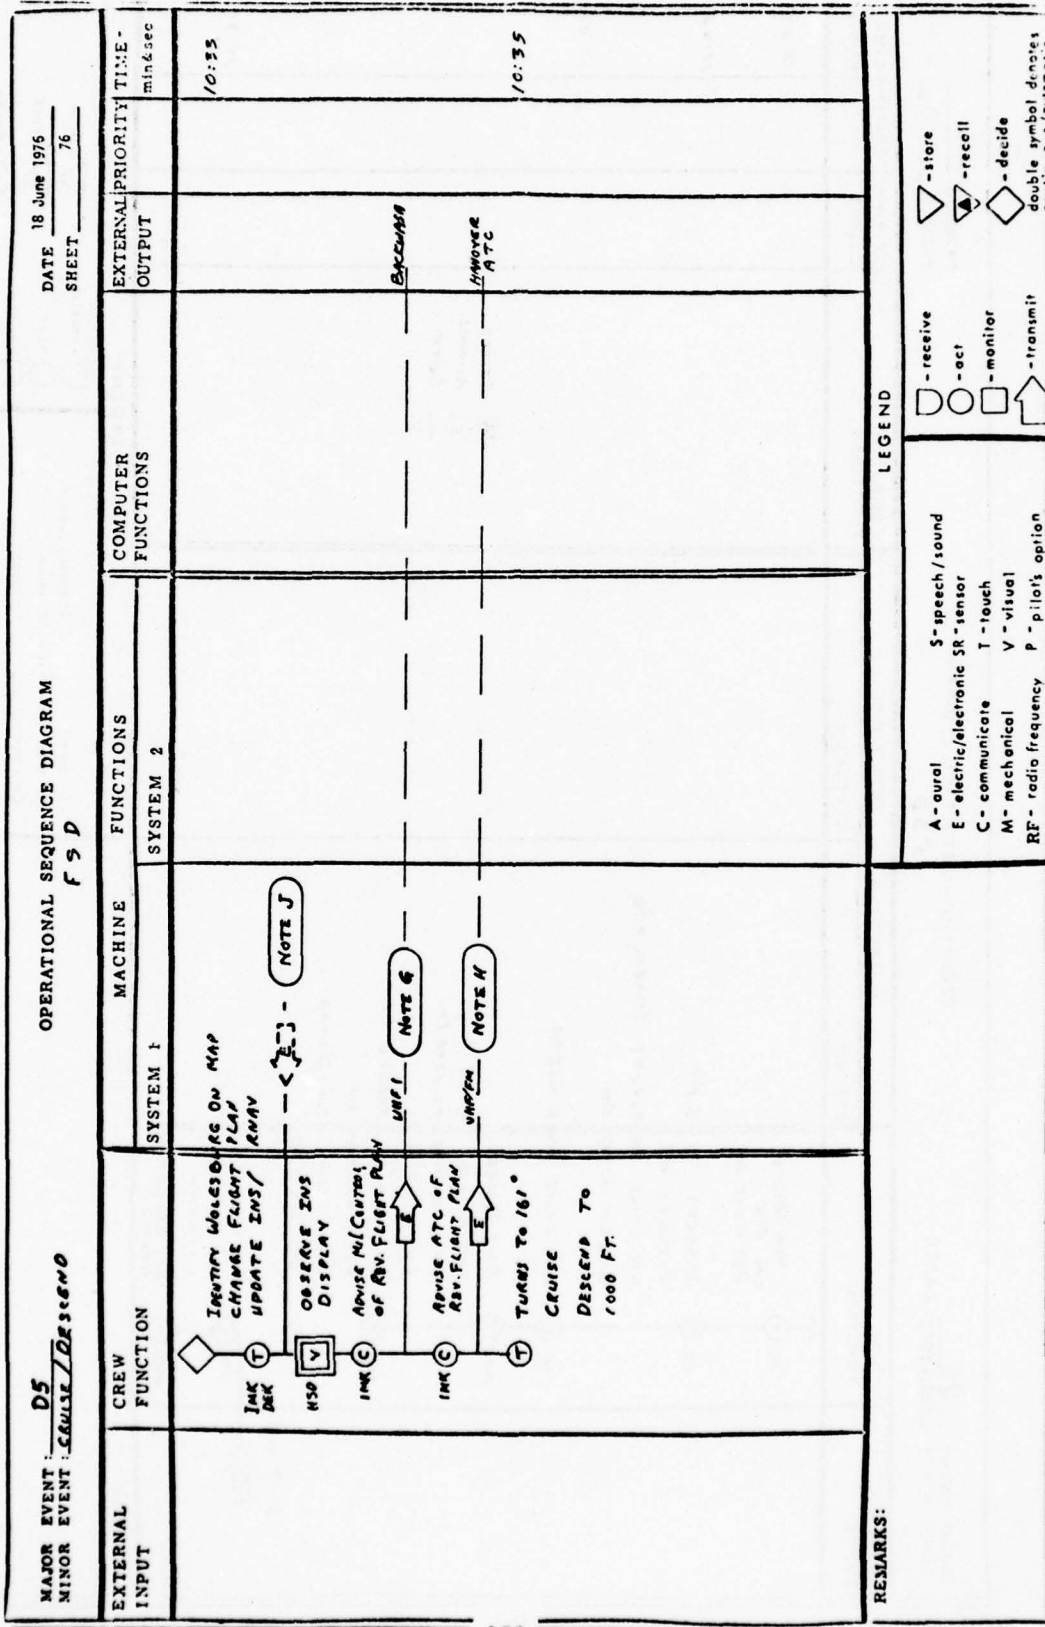 MAJOR EVENT: D5
MINOR EVENT: CRUISE / DESCEND
OPERATIONAL SEQUENCE DIAGRAM
F S D
DATE 18 June 1976
SHEET 76
EXTERNAL INPUT
CREW FUNCTION
MACHINE FUNCTIONS
SYSTEM 1
SYSTEM 2
COMPUTER FUNCTIONS
EXTERNAL OUTPUT
PRIORITY
TIME-
min&sec
10:33
IDENTIFY WOLESBURG ON MAP
CHANGE FLIGHT PLAN
UPDATE INS/ RNAV
IMK
DEK
T
E
NOTE J
HSD
V
OBSERVE INS
DISPLAY
IMK
C
ADVISE MIL CONTROL
OF REV. FLIGHT PLAN
E
UHF 1
NOTE G
BACKWASH
IMK
C
ADVISE ATC OF
REV. FLIGHT PLAN
E
VHF/FM
NOTE H
HANOVER
ATC
T
TURNS TO 161°
CRUISE
DESCEND TO
1000 FT.
10:35
REMARKS:
LEGEND
A - aural
S - speech / sound
E - electric/electronic
SR - sensor
C - communicate
T - touch
M - mechanical
V - visual
RF - radio frequency
P - pilot's option
- receive
- act
- monitor
- transmit
- store
- recall
- decide
double symbol denotes